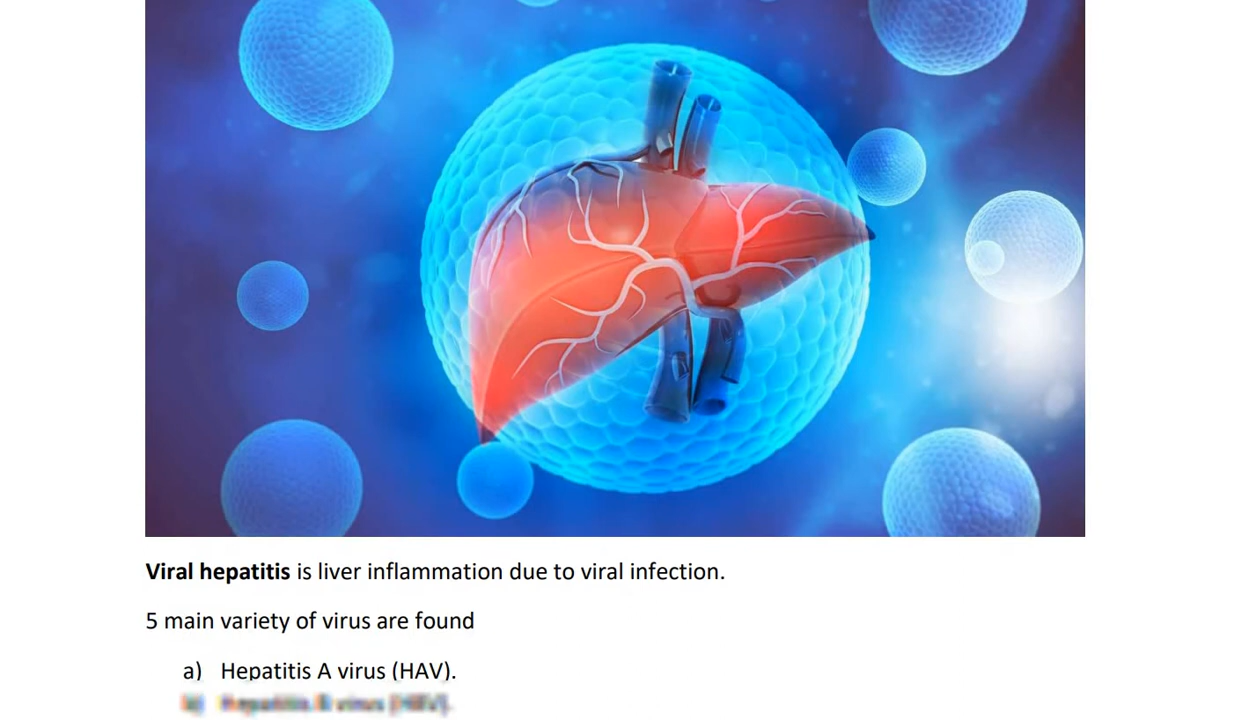 Viral hepatitis is liver inflammation due to viral infection.
5 main variety of virus are found
a) Hepatitis A virus (HAV).